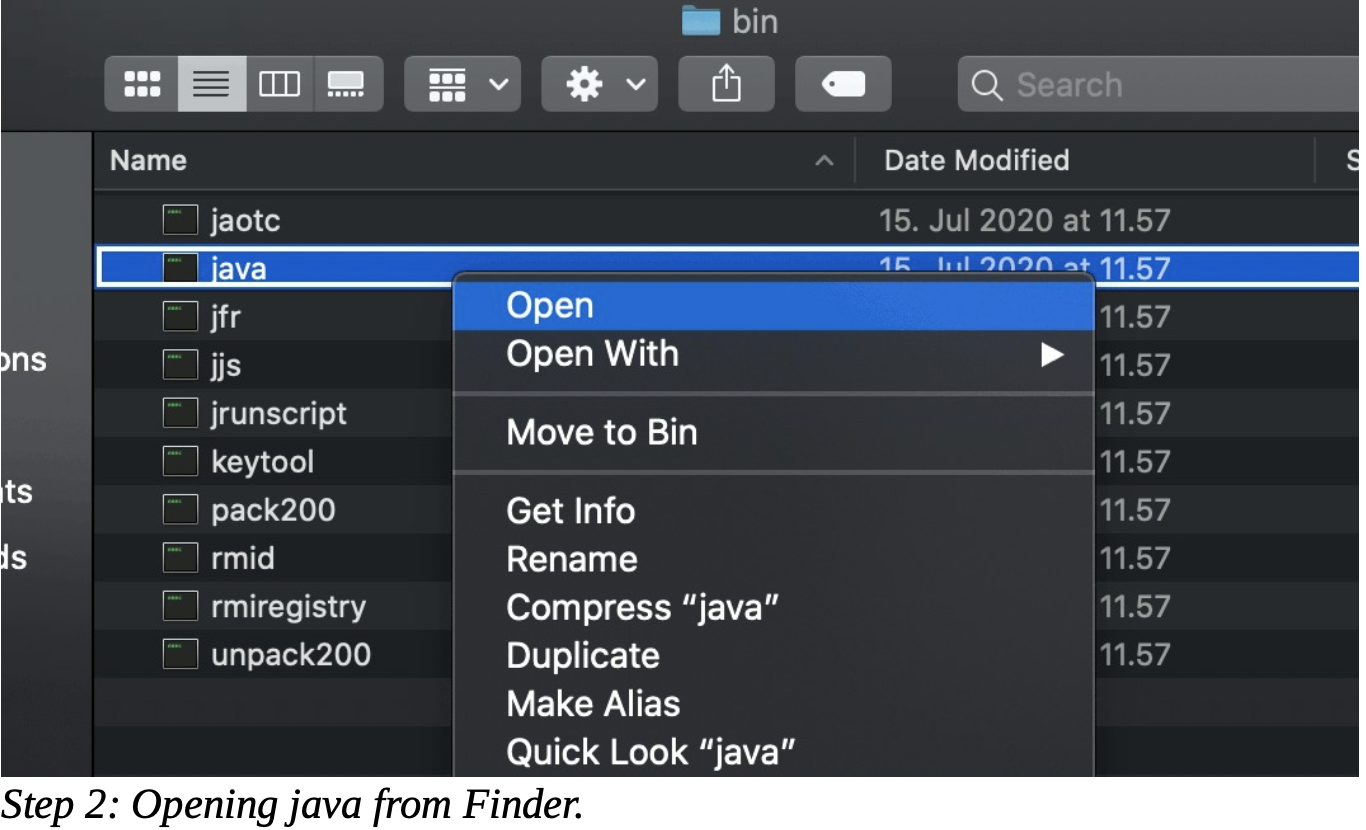 bin
Search
Name Date Modified S
jaotc 15. Jul 2020 at 11.57
java 15. Jul 2020 at 11.57
Open
jfr 11.57
Open With
ons
jjs 11.57
jrunscript 11.57
Move to Bin
keytool 11.57
ts
pack200 11.57
Get Info
ds
rmid 11.57
Rename
rmiregistry 11.57
Compress “java”
unpack200 11.57
Duplicate
Make Alias
Quick Look “java”
Step 2: Opening java from Finder.